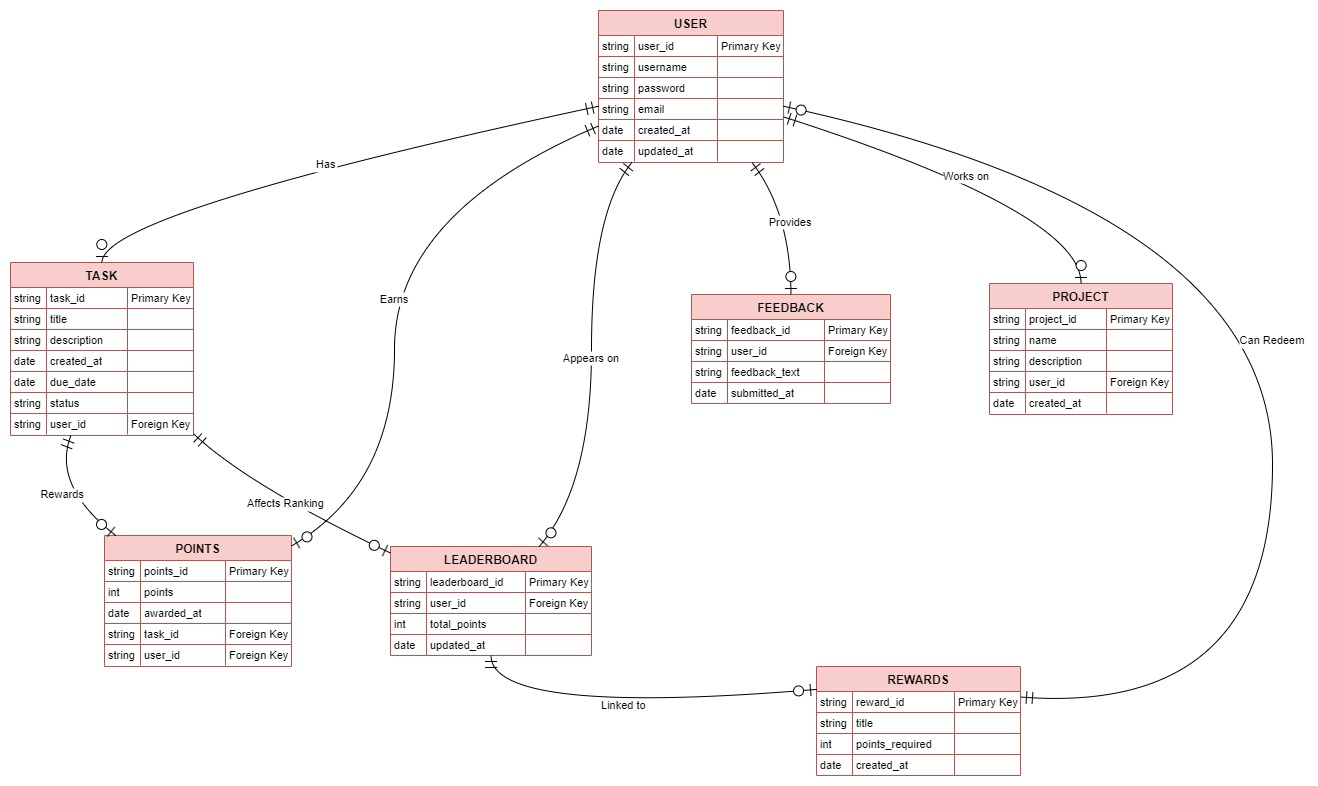 USER
string user_id Primary Key
string username
string password
string email
date created_at
date updated_at
Has
Works on
Provides
Earns
Can Redeem
Appears on
TASK
string task_id Primary Key
string title
string description
date created_at
date due_date
string status
string user_id Foreign Key
FEEDBACK
string feedback_id Primary Key
string user_id Foreign Key
string feedback_text
date submitted_at
PROJECT
string project_id Primary Key
string name
string description
string user_id Foreign Key
date created_at
Rewards
Affects Ranking
POINTS
string points_id Primary Key
int points
date awarded_at
string task_id Foreign Key
string user_id Foreign Key
LEADERBOARD
string leaderboard_id Primary Key
string user_id Foreign Key
int total_points
date updated_at
Linked to
REWARDS
string reward_id Primary Key
string title
int points_required
date created_at